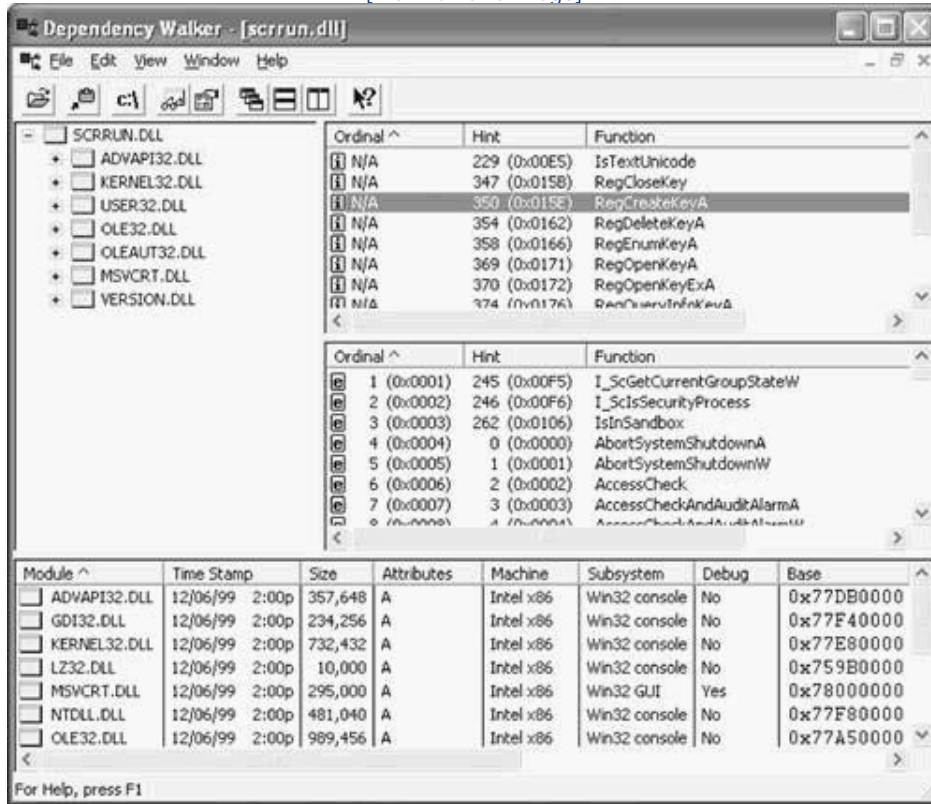 Dependency Walker - [scrrun.dll]
File Edit View Window Help
c:\
SCRRUN.DLL
ADVAPI32.DLL
KERNEL32.DLL
USER32.DLL
OLE32.DLL
OLEAUT32.DLL
MSVCRT.DLL
VERSION.DLL
Ordinal ^ Hint Function
N/A 229 (0x00E5) IsTextUnicode
N/A 347 (0x015B) RegCloseKey
N/A 350 (0x015E) RegCreateKeyA
N/A 354 (0x0162) RegDeleteKeyA
N/A 358 (0x0166) RegEnumKeyA
N/A 369 (0x0171) RegOpenKeyA
N/A 370 (0x0172) RegOpenKeyExA
N/A 374 (0x0176) RegQueryInfoKeyA
Ordinal ^ Hint Function
1 (0x0001) 245 (0x00F5) I_ScGetCurrentGroupStateW
2 (0x0002) 246 (0x00F6) I_ScIsSecurityProcess
3 (0x0003) 262 (0x0106) IsInSandbox
4 (0x0004) 0 (0x0000) AbortSystemShutdownA
5 (0x0005) 1 (0x0001) AbortSystemShutdownW
6 (0x0006) 2 (0x0002) AccessCheck
7 (0x0007) 3 (0x0003) AccessCheckAndAuditAlarmA
8 (0x0008) 4 (0x0004) AccessCheckAndAuditAlarmW
Module ^ Time Stamp Size Attributes Machine Subsystem Debug Base
ADVAPI32.DLL 12/06/99 2:00p 357,648 A Intel x86 Win32 console No 0x77DB0000
GDI32.DLL 12/06/99 2:00p 234,256 A Intel x86 Win32 console No 0x77F40000
KERNEL32.DLL 12/06/99 2:00p 732,432 A Intel x86 Win32 console No 0x77E80000
LZ32.DLL 12/06/99 2:00p 10,000 A Intel x86 Win32 console No 0x759B0000
MSVCRT.DLL 12/06/99 2:00p 295,000 A Intel x86 Win32 GUI Yes 0x78000000
NTDLL.DLL 12/06/99 2:00p 481,040 A Intel x86 Win32 console No 0x77F80000
OLE32.DLL 12/06/99 2:00p 989,456 A Intel x86 Win32 console No 0x77A50000
For Help, press F1